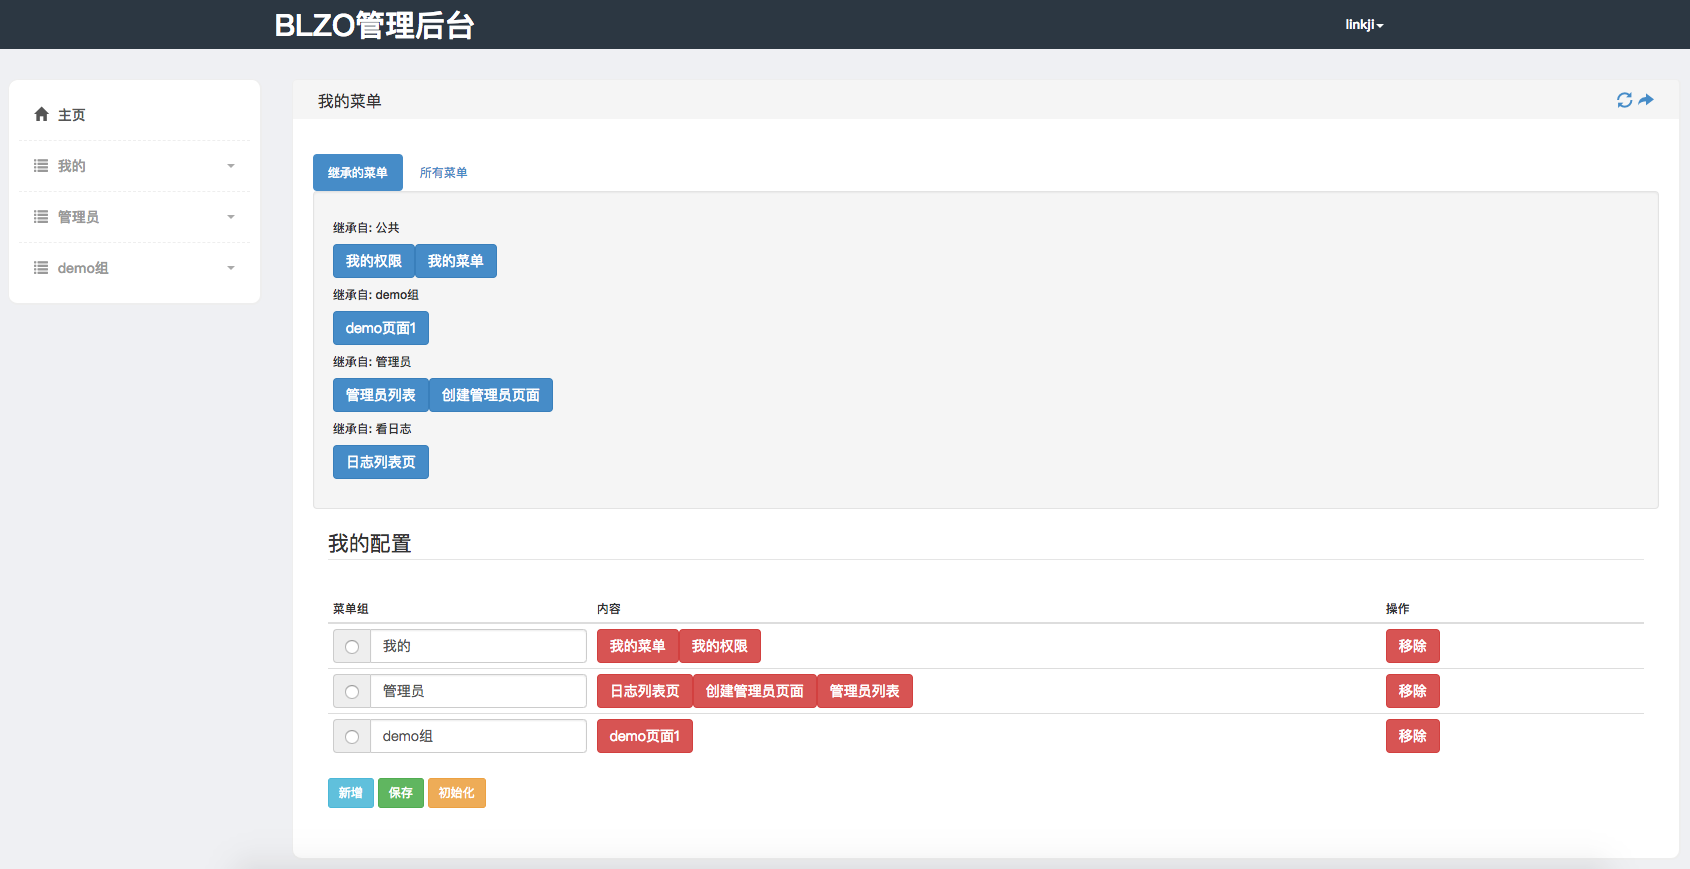 BLZO管理后台
linkji
主页
我的
管理员
demo组
我的菜单
继承的菜单 所有菜单
继承自: 公共
我的权限 我的菜单
继承自: demo组
demo页面1
继承自: 管理员
管理员列表 创建管理员页面
继承自: 看日志
日志列表页
我的配置
菜单组 内容 操作
我的 我的菜单 我的权限 移除
管理员 日志列表页 创建管理员页面 管理员列表 移除
demo组 demo页面1 移除
新增 保存 初始化